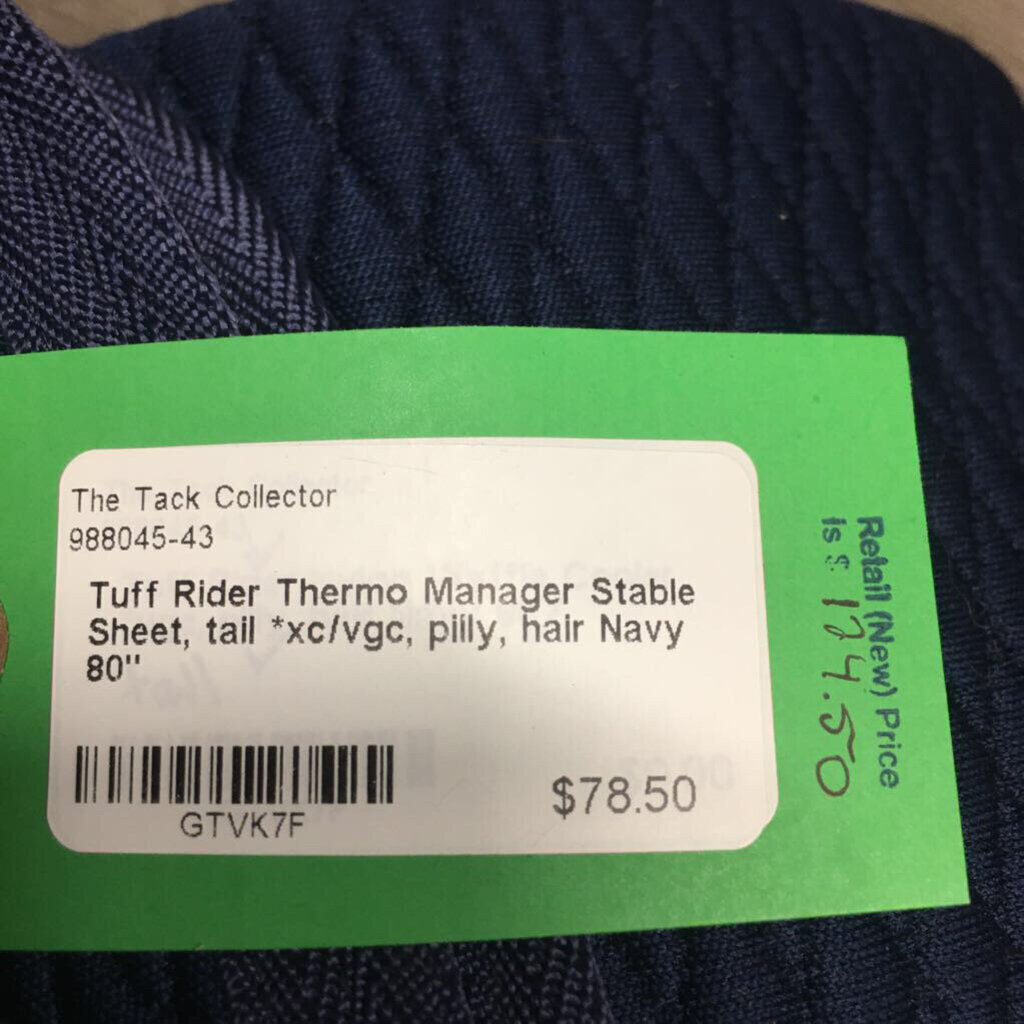 The Tack Collector
988045-43
Tuff Rider Thermo Manager Stable
Sheet, tail *xc/vgc, pilly, hair Navy
80"
GTVK7F
$78.50
Retail (New) Price
is $ 124.50